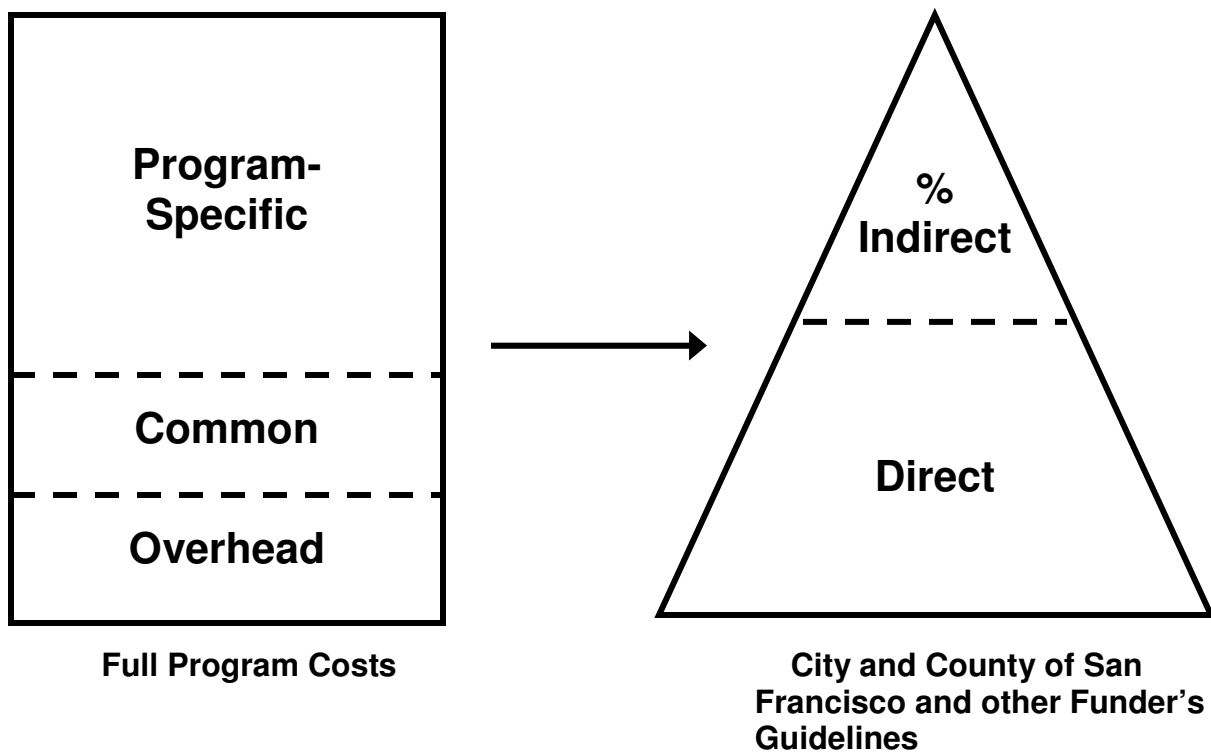 Program-
Specific
Common
Overhead
Full Program Costs
%
Indirect
Direct
City and County of San
Francisco and other Funder's
Guidelines